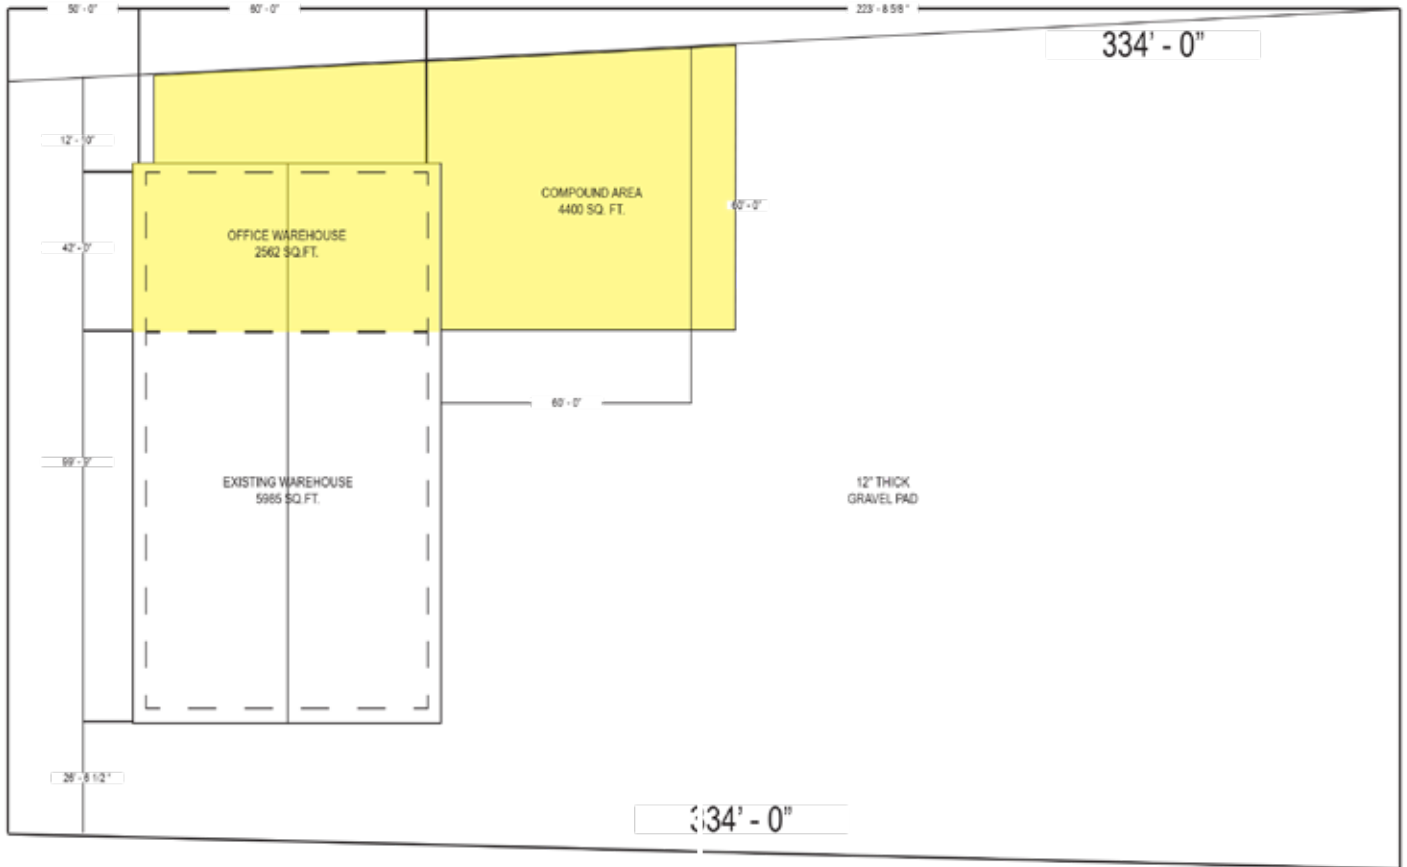 50' - 0"
60' - 0"
223' - 8 5/8"
334' - 0"
12' - 10"
COMPOUND AREA
4400 SQ. FT.
60' - 0"
OFFICE WAREHOUSE
2562 SQ.FT.
42' - 0"
60' - 0"
99' - 9"
EXISTING WAREHOUSE
5985 SQ.FT.
12" THICK
GRAVEL PAD
26' - 6 1/2"
334' - 0"